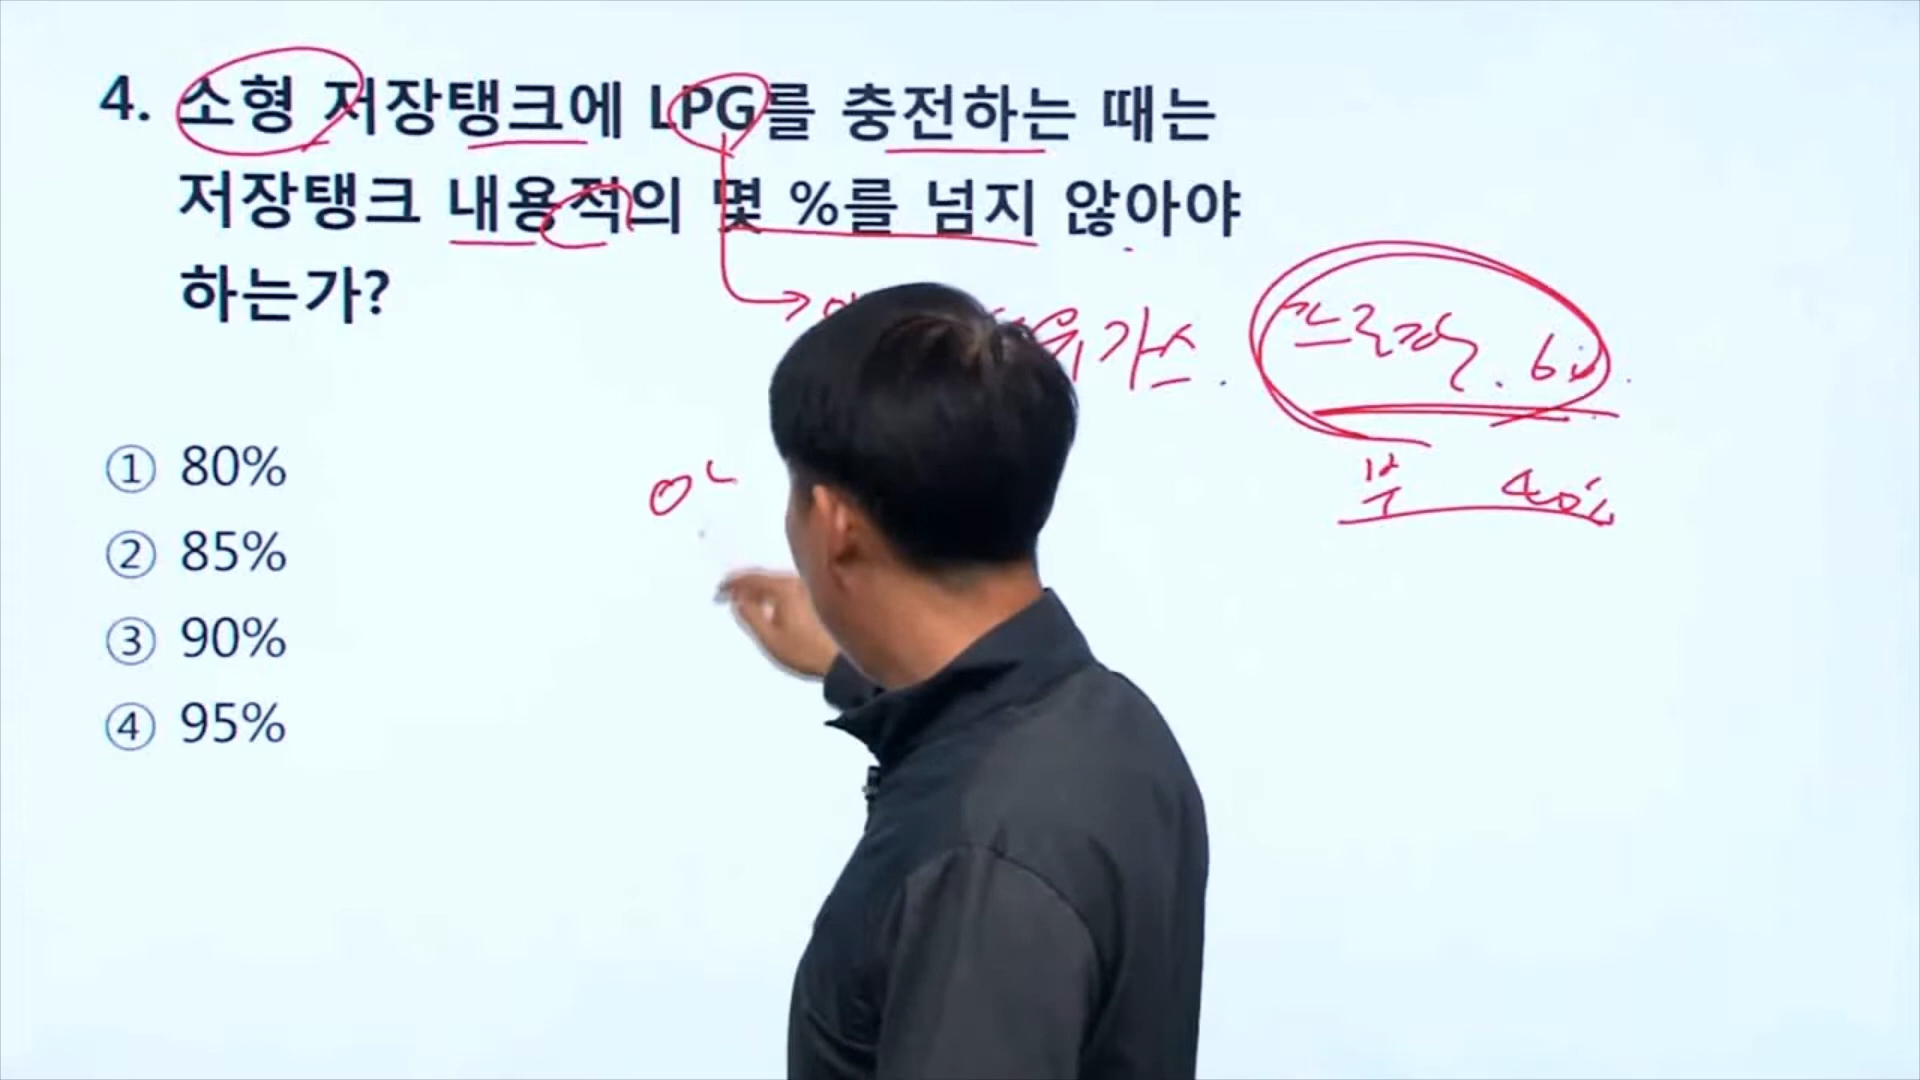 4. 소형 저장탱크에 LPG를 충전하는 때는
저장탱크 내용적의 몇 %를 넘지 않아야
하는가?
가스.
① 80%
② 85%
③ 90%
④ 95%